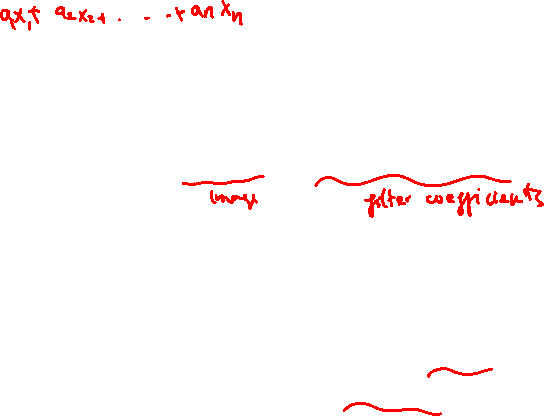 a1x1+ a2x2+ . . . .+ anxn
image filter coefficients